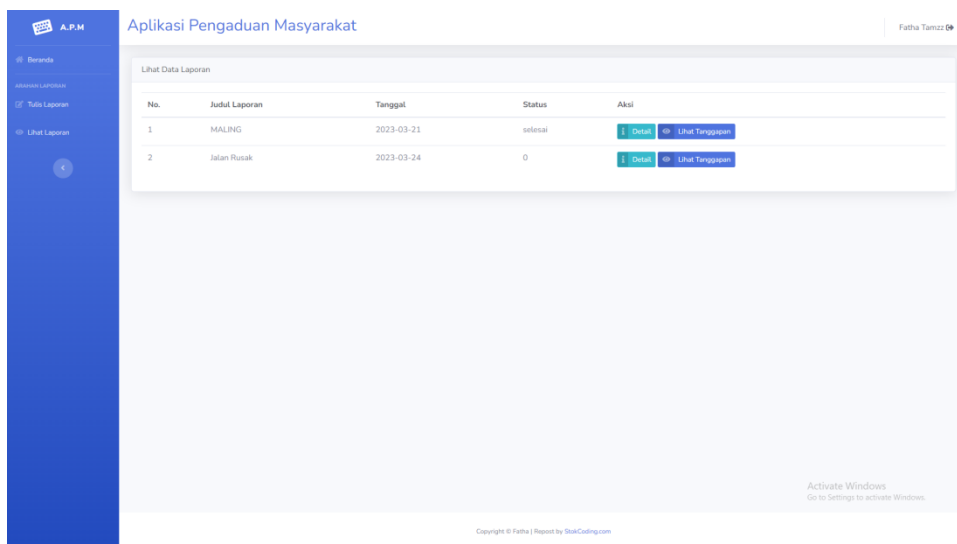 A.P.M
Aplikasi Pengaduan Masyarakat
Fatha Tamzz
Beranda
ARAHAN LAPORAN
Tulis Laporan
Lihat Laporan
Lihat Data Laporan
No. Judul Laporan Tanggal Status Aksi
1 MALING 2023-03-21 selesai Detail Lihat Tanggapan
2 Jalan Rusak 2023-03-24 0 Detail Lihat Tanggapan
Activate Windows
Go to Settings to activate Windows.
Copyright © Fatha | Repost by StokCoding.com